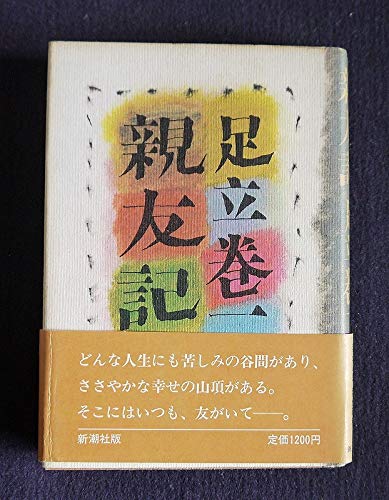 足立巻一
親友記
どんな人生にも苦しみの谷間があり、
ささやかな幸せの山頂がある。
そこにはいつも、友がいて――。
新潮社版
定価1200円